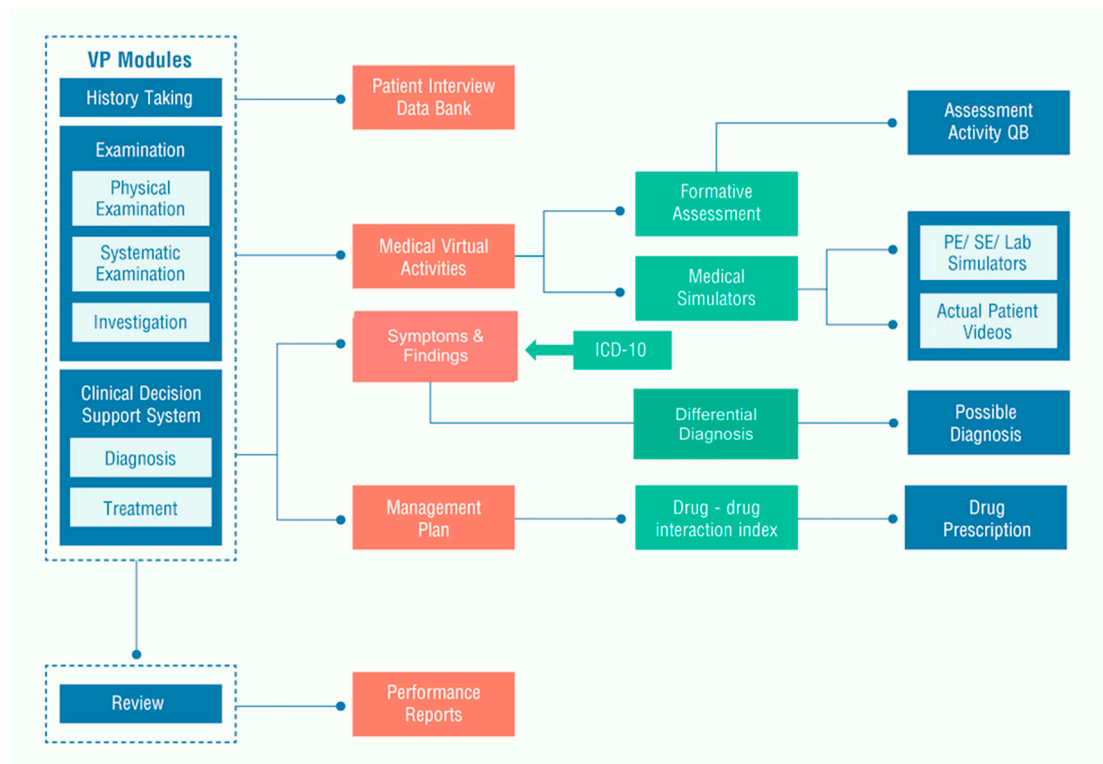 VP Modules
History Taking
Examination
Physical
Examination
Systematic
Examination
Investigation
Clinical Decision
Support System
Diagnosis
Treatment
Review
Patient Interview
Data Bank
Medical Virtual
Activities
Symptoms &
Findings
Management
Plan
Performance
Reports
Formative
Assessment
Medical
Simulators
ICD-10
Differential
Diagnosis
Drug - drug
interaction index
Assessment
Activity QB
PE/ SE/ Lab
Simulators
Actual Patient
Videos
Possible
Diagnosis
Drug
Prescription